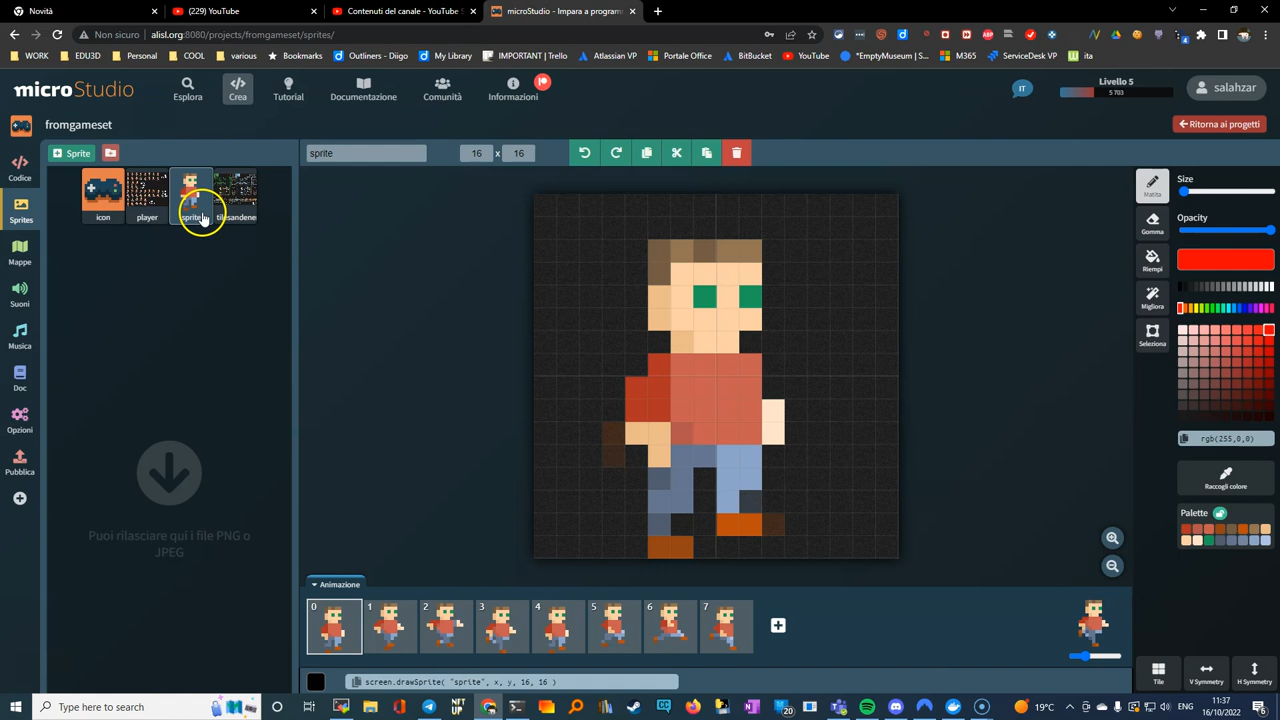 Novità
(229) YouTube
Contenuti del canale - YouTube S
microStudio - Impara a program
Non sicuro
alisl.org:8080/projects/fromgameset/sprites/
WORK
EDU3D
Personal
COOL
various
IMPORTANT | Trello
Outliners - Diigo
My Library
IMPORTANT | Trello
Atlassian VP
Portale Office
BitBucket
YouTube
*EmptyMuseum | S...
M365
ServiceDesk VP
ita
microStudio
Esplora
Crea
Tutorial
Documentazione
Comunità
Informazioni
IT
Livello 5
5 703
salahzar
fromgameset
Ritorna ai progetti
Codice
Sprites
Mappe
Suoni
Musica
Doc
Opzioni
Pubblica
Sprite
icon
player
sprite
Puoi rilasciare qui i file PNG o
JPEG
sprite
16 x 16
Matita
Gomma
Riempi
Migliora
Seleziona
Size
Opacity
rgb(255,0,0)
Raccogli colore
Palette
Animazione
0
1
2
3
4
5
6
7
screen.drawSprite( "sprite", x, y, 16, 16 )
Tile
V Symmetry
H Symmetry
Type here to search
19°C
11:37
16/10/2022